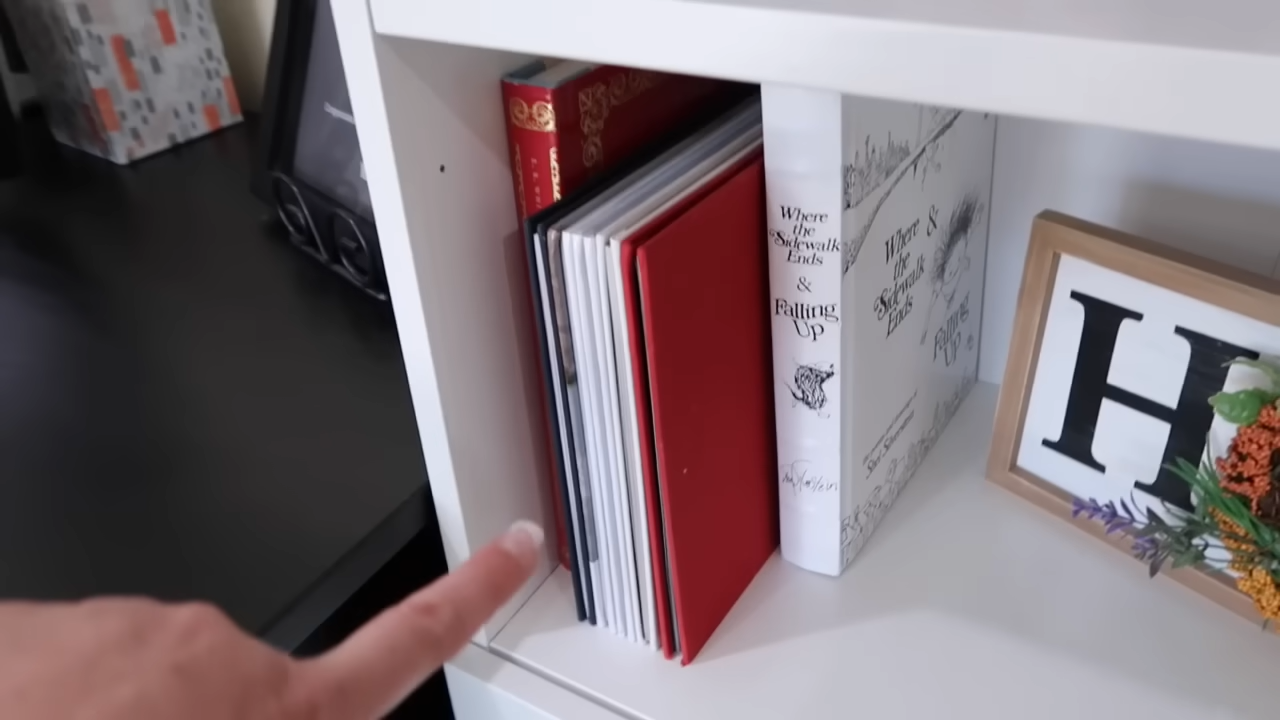 Where
the
Sidewalk
Ends
&
Falling
Up
Where &
the
Sidewalk
Ends
Falling
Up
Shel Silverstein
H